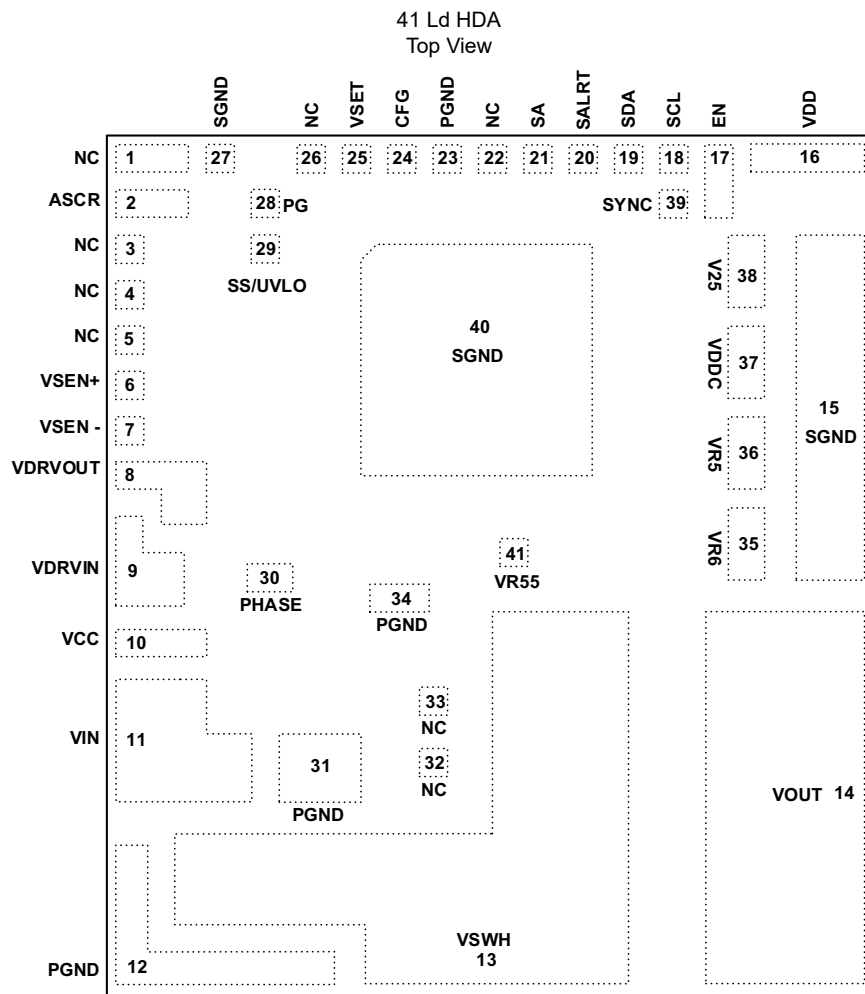 41 Ld HDA
Top View
SGND
NC
VSET
CFG
PGND
NC
SA
SALRT
SDA
SCL
EN
VDD
NC 1 27 26 25 24 23 22 21 20 19 18 17 16
ASCR 2 28 PG SYNC 39
NC 3 29
SS/UVLO
V25 38
NC 4
40
SGND
NC 5
VDDC 37
VSEN+ 6
15
SGND
VSEN - 7
VR5 36
VDRVOUT 8
VR6 35
41
VR55
VDRVIN 9
30
PHASE
34
PGND
VCC 10
33
NC
VIN 11
31
PGND
32
NC
VOUT 14
VSWH
13
PGND 12